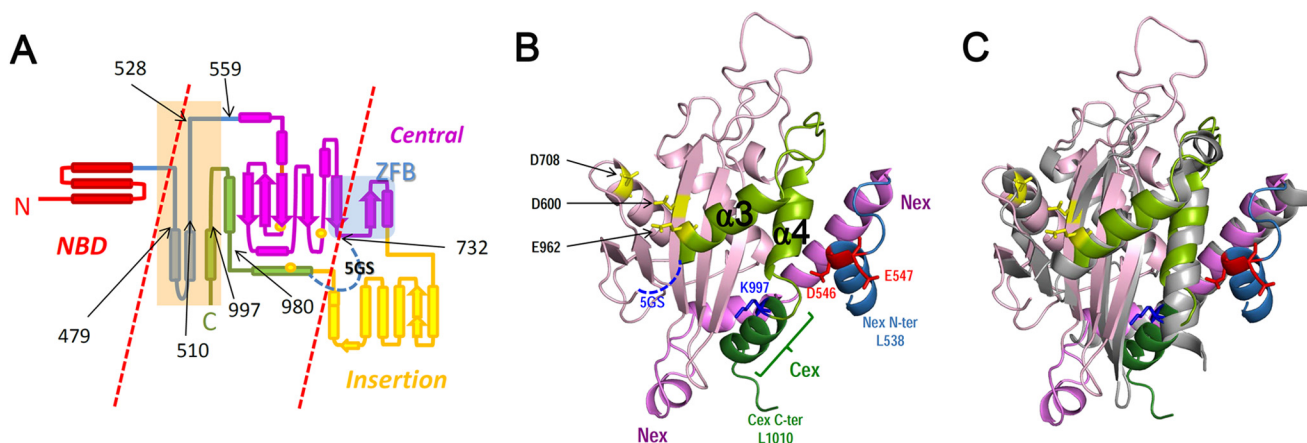 A
528
559
Central
ZFB
N
NBD
5GS
732
479
C
997
980
510
Insertion
B
D708
D600
E962
α3
α4
Nex
5GS
K997
D546
E547
Nex N-ter
L538
Cex
Cex C-ter
L1010
Nex
C